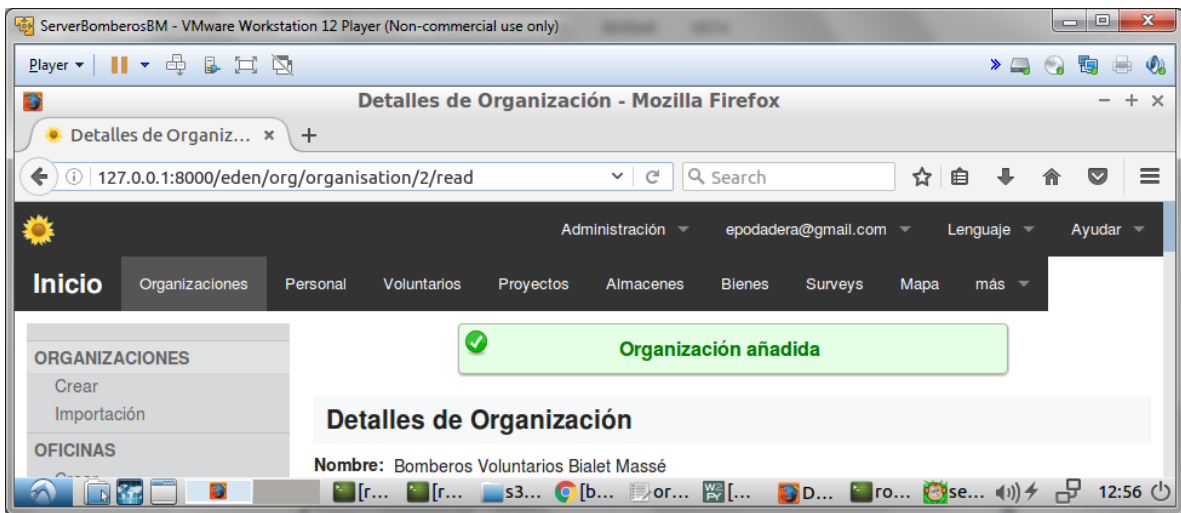 ServerBomberosBM - VMware Workstation 12 Player (Non-commercial use only)
Player
Detalles de Organización - Mozilla Firefox
Detalles de Organiz...
127.0.0.1:8000/eden/org/organisation/2/read Search
Administración epodadera@gmail.com Lenguaje Ayudar
Inicio Organizaciones Personal Voluntarios Proyectos Almacenes Bienes Surveys Mapa más
Organización añadida
ORGANIZACIONES
Crear
Importación
Detalles de Organización
OFICINAS
Nombre: Bomberos Voluntarios Bialet Massé
[r... [r... s3... [b... or... [... D... ro... se... 12:56